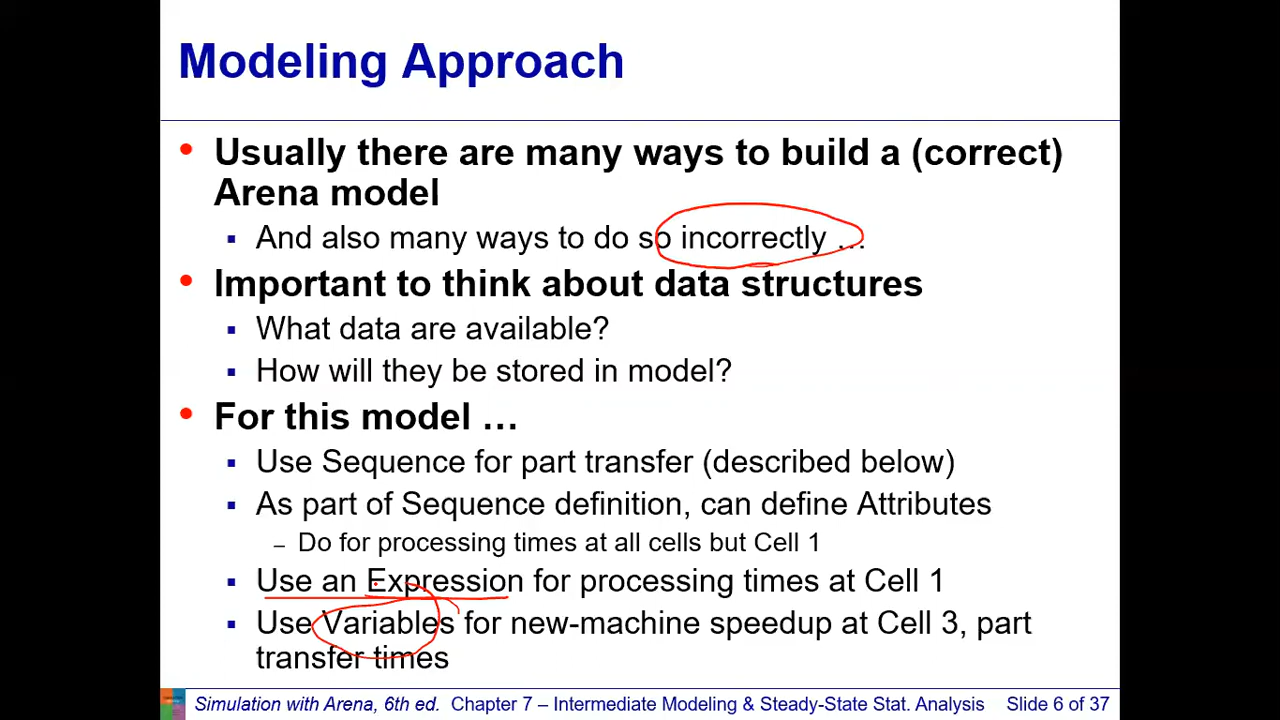 Modeling Approach
• Usually there are many ways to build a (correct)
Arena model
▪ And also many ways to do so incorrectly …
• Important to think about data structures
▪ What data are available?
▪ How will they be stored in model?
• For this model …
▪ Use Sequence for part transfer (described below)
▪ As part of Sequence definition, can define Attributes
– Do for processing times at all cells but Cell 1
▪ Use an Expression for processing times at Cell 1
▪ Use Variables for new-machine speedup at Cell 3, part
transfer times
Simulation with Arena, 6th ed. Chapter 7 – Intermediate Modeling & Steady-State Stat. Analysis Slide 6 of 37